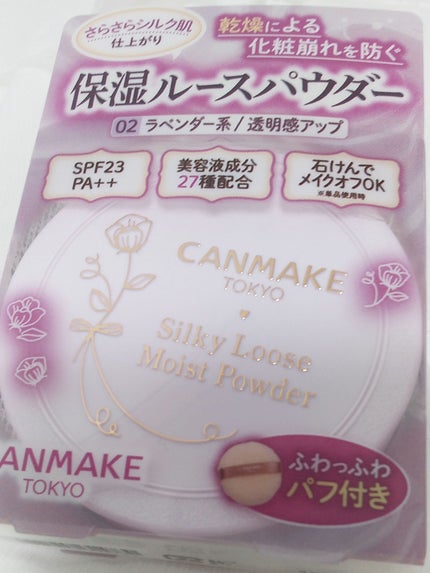 さらさらシルク肌
仕上がり
乾燥による
化粧崩れを防ぐ
保湿ルースパウダー
02 ラベンダー系/透明感アップ
SPF23
PA++
美容液成分
27種配合
石けんで
メイクオフOK
※単品使用時
CANMAKE
TOKYO
Silky Loose
Moist Powder
ANMAKE
TOKYO
ふわっふわ
パフ付き